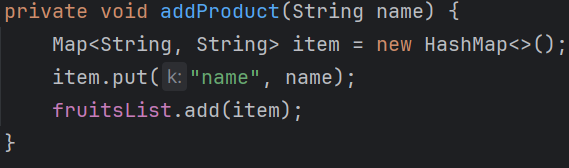 private void addProduct(String name) {
    Map<String, String> item = new HashMap<>();
    item.put( k: "name", name);
    fruitsList.add(item);
}